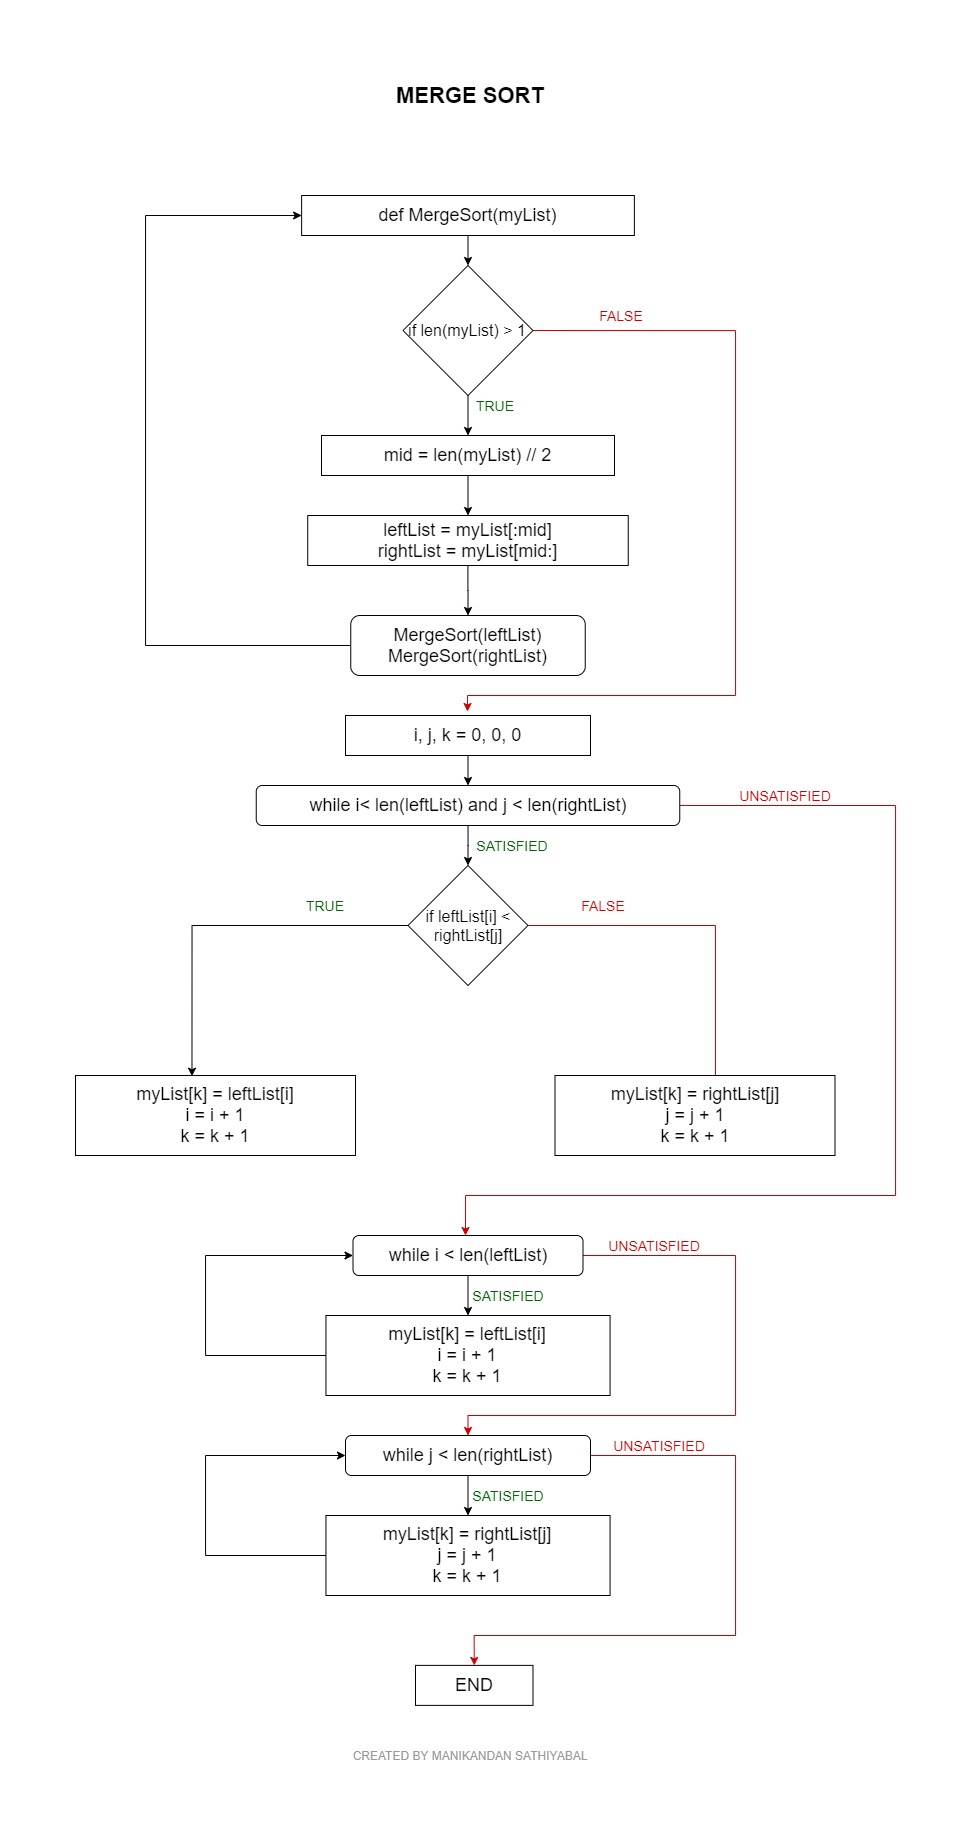 MERGE SORT
def MergeSort(myList)
if len(myList) > 1
FALSE
TRUE
mid = len(myList) // 2
leftList = myList[:mid]
rightList = myList[mid:]
MergeSort(leftList)
MergeSort(rightList)
i, j, k = 0, 0, 0
while i< len(leftList) and j < len(rightList)
UNSATISFIED
SATISFIED
TRUE
if leftList[i] <
rightList[j]
FALSE
myList[k] = leftList[i]
i = i + 1
k = k + 1
myList[k] = rightList[j]
j = j + 1
k = k + 1
while i < len(leftList)
UNSATISFIED
SATISFIED
myList[k] = leftList[i]
i = i + 1
k = k + 1
while j < len(rightList)
UNSATISFIED
SATISFIED
myList[k] = rightList[j]
j = j + 1
k = k + 1
END
CREATED BY MANIKANDAN SATHIYABAL